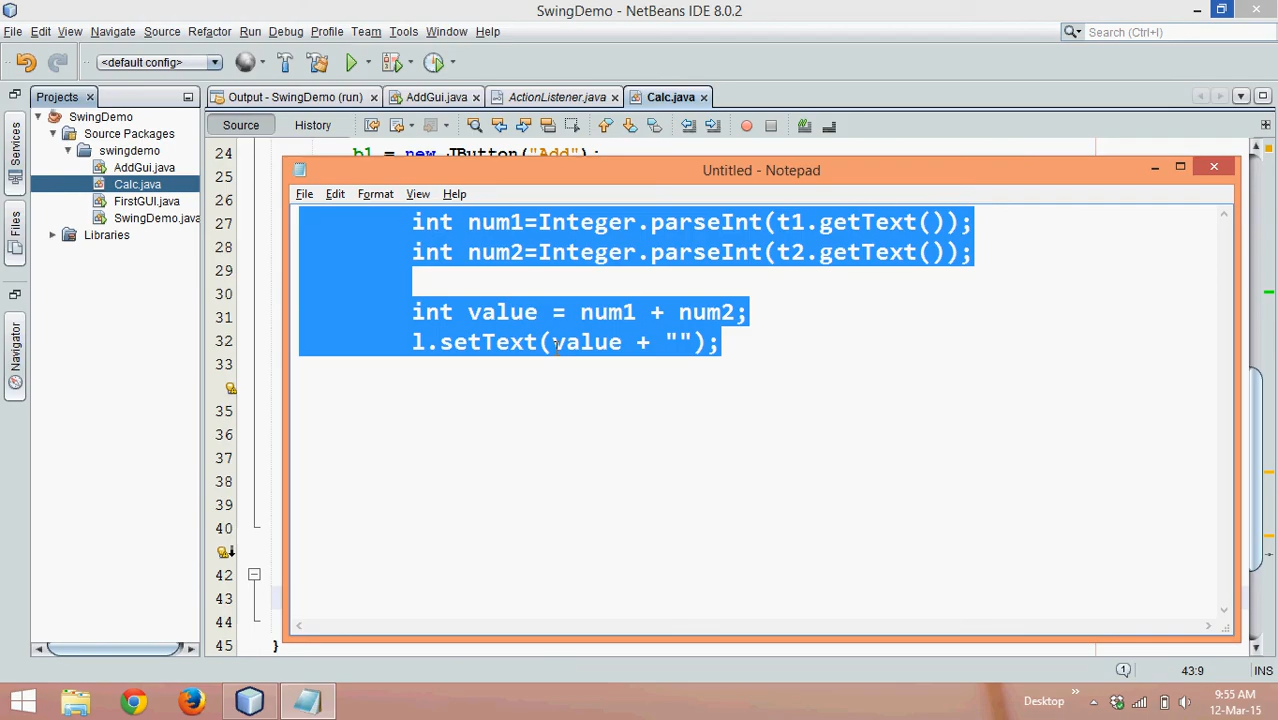 SwingDemo - NetBeans IDE 8.0.2
File Edit View Navigate Source Refactor Run Debug Profile Team Tools Window Help
Search (Ctrl+I)
<default config>
Projects
Output - SwingDemo (run)
AddGui.java
ActionListener.java
Calc.java
Source
History
SwingDemo
Source Packages
swingdemo
AddGui.java
Calc.java
FirstGUI.java
SwingDemo.java
Libraries
Services
Files
Navigator
24 b1 = new JButton("Add");
25
26
27
28
29
30
31
32
33
35
36
37
38
39
40
42
43
44
45 }
Untitled - Notepad
File Edit Format View Help
int num1=Integer.parseInt(t1.getText());
int num2=Integer.parseInt(t2.getText());
int value = num1 + num2;
l.setText(value + "");
1
43:9
INS
Desktop
9:55 AM
12-Mar-15